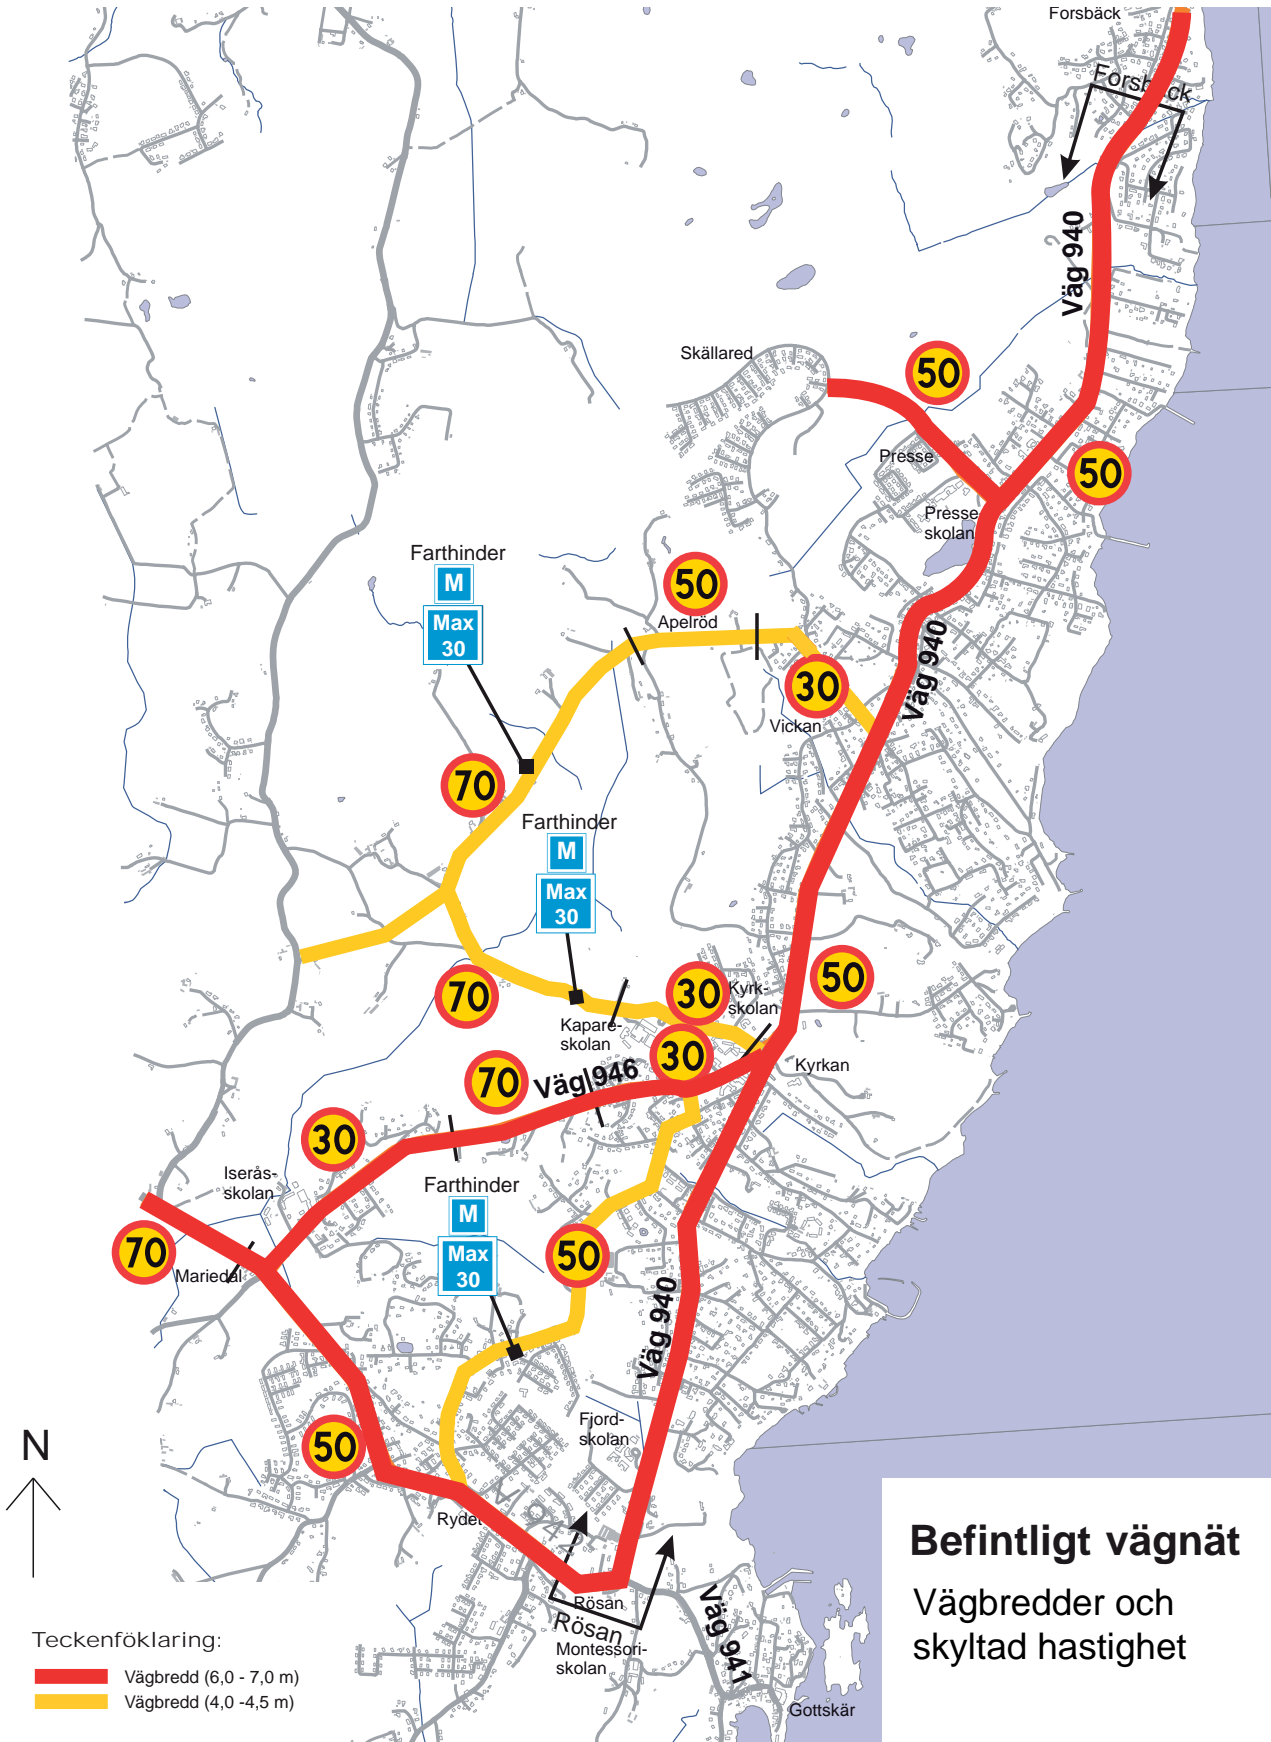 Forsbäck
Forsbäck
Väg 940
Skällared
50
Presse
50
Presse
skolan
Farthinder
M
Max
30
50
Apelröd
Väg 940
30
Vickan
70
Farthinder
M
Max
30
50
70
30
Kyrk-
skolan
Kapare-
skolan
30
Kyrkan
70
Väg 946
30
Iserås-
skolan
Farthinder
M
Max
30
70
Mariedal
50
Väg 940
Fjord-
skolan
50
N
Rydet
V 942
Rösan
Rösan
Montessori-
skolan
Väg 941
Gottskär
Befintligt vägnät
Vägbredder och
skyltad hastighet
Teckenföklaring:
Vägbredd (6,0 - 7,0 m)
Vägbredd (4,0 -4,5 m)